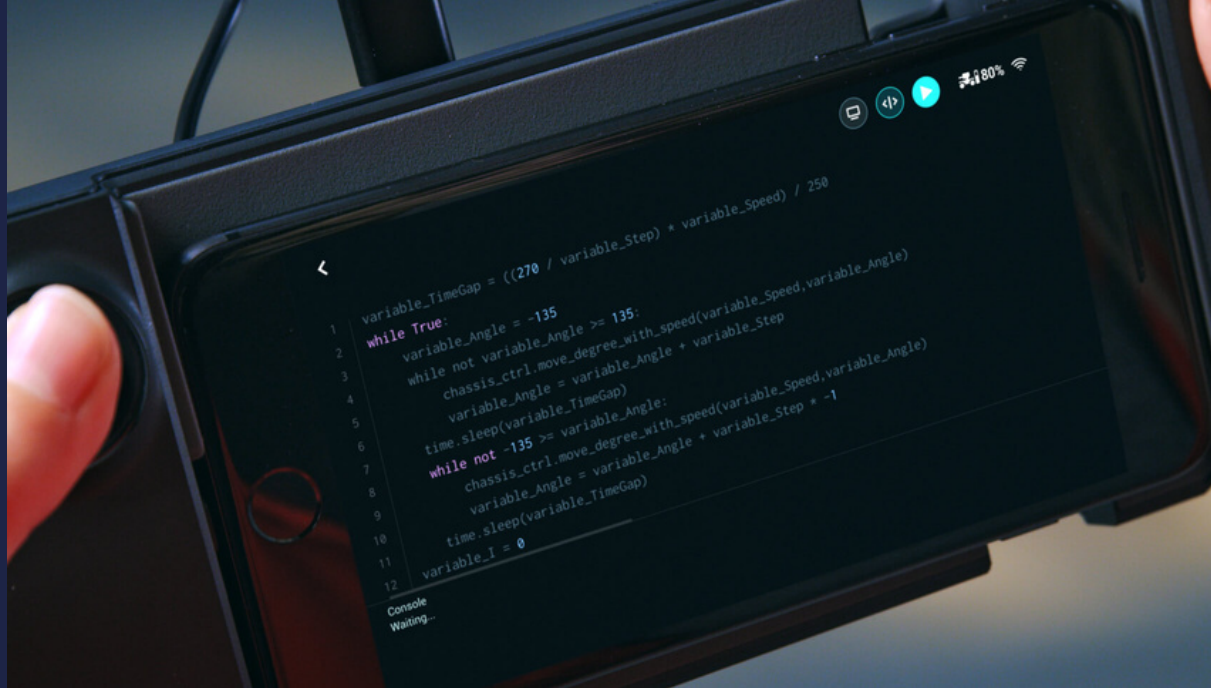 80%
variable_TimeGap = ((270 / variable_Step) * variable_Speed) / 250
1
2 while True:
3 variable_Angle = -135
4 while not variable_Angle >= 135:
5 chassis_ctrl.move_degree_with_speed(variable_Speed,variable_Angle)
6 variable_Angle = variable_Angle + variable_Step
7 time.sleep(variable_TimeGap)
8 while not -135 >= variable_Angle:
9 chassis_ctrl.move_degree_with_speed(variable_Speed,variable_Angle)
10 variable_Angle = variable_Angle + variable_Step * -1
11 time.sleep(variable_TimeGap)
12 variable_I = 0
Console
Waiting...